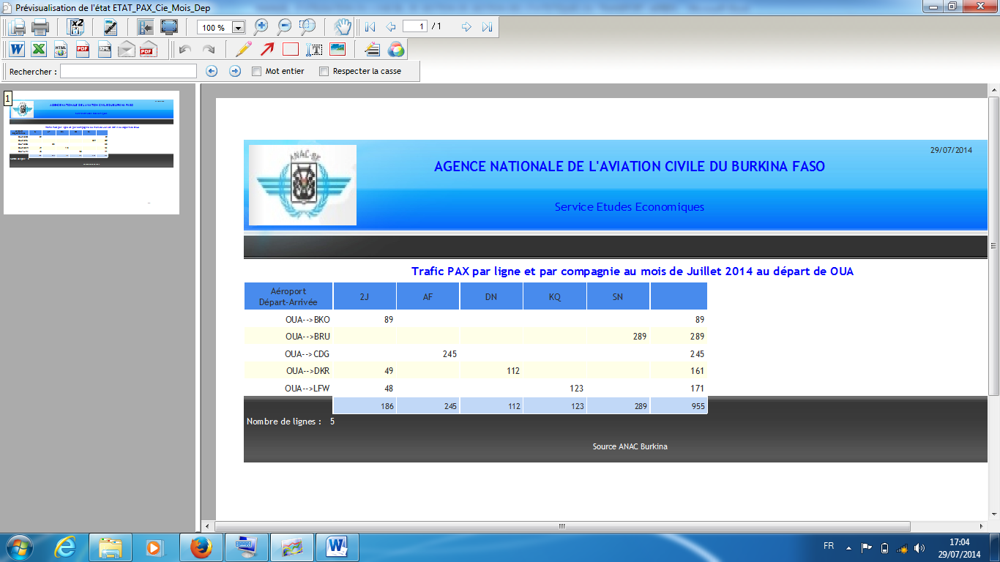 Prévisualisation de l'état ETAT_PAX_Cie_Mois_Dep
100 %
1 / 1
Rechercher :
Mot entier
Respecter la casse
1
29/07/2014
ANAC-BF
AGENCE NATIONALE DE L'AVIATION CIVILE DU BURKINA FASO
Service Etudes Economiques
Trafic PAX par ligne et par compagnie au mois de Juillet 2014 au départ de OUA
Aéroport Départ-Arrivée 2J AF DN KQ SN
OUA-->BKO 89 89
OUA-->BRU 289 289
OUA-->CDG 245 245
OUA-->DKR 49 112 161
OUA-->LFW 48 123 171
186 245 112 123 289 955
Nombre de lignes : 5
Source ANAC Burkina
FR
17:04
29/07/2014